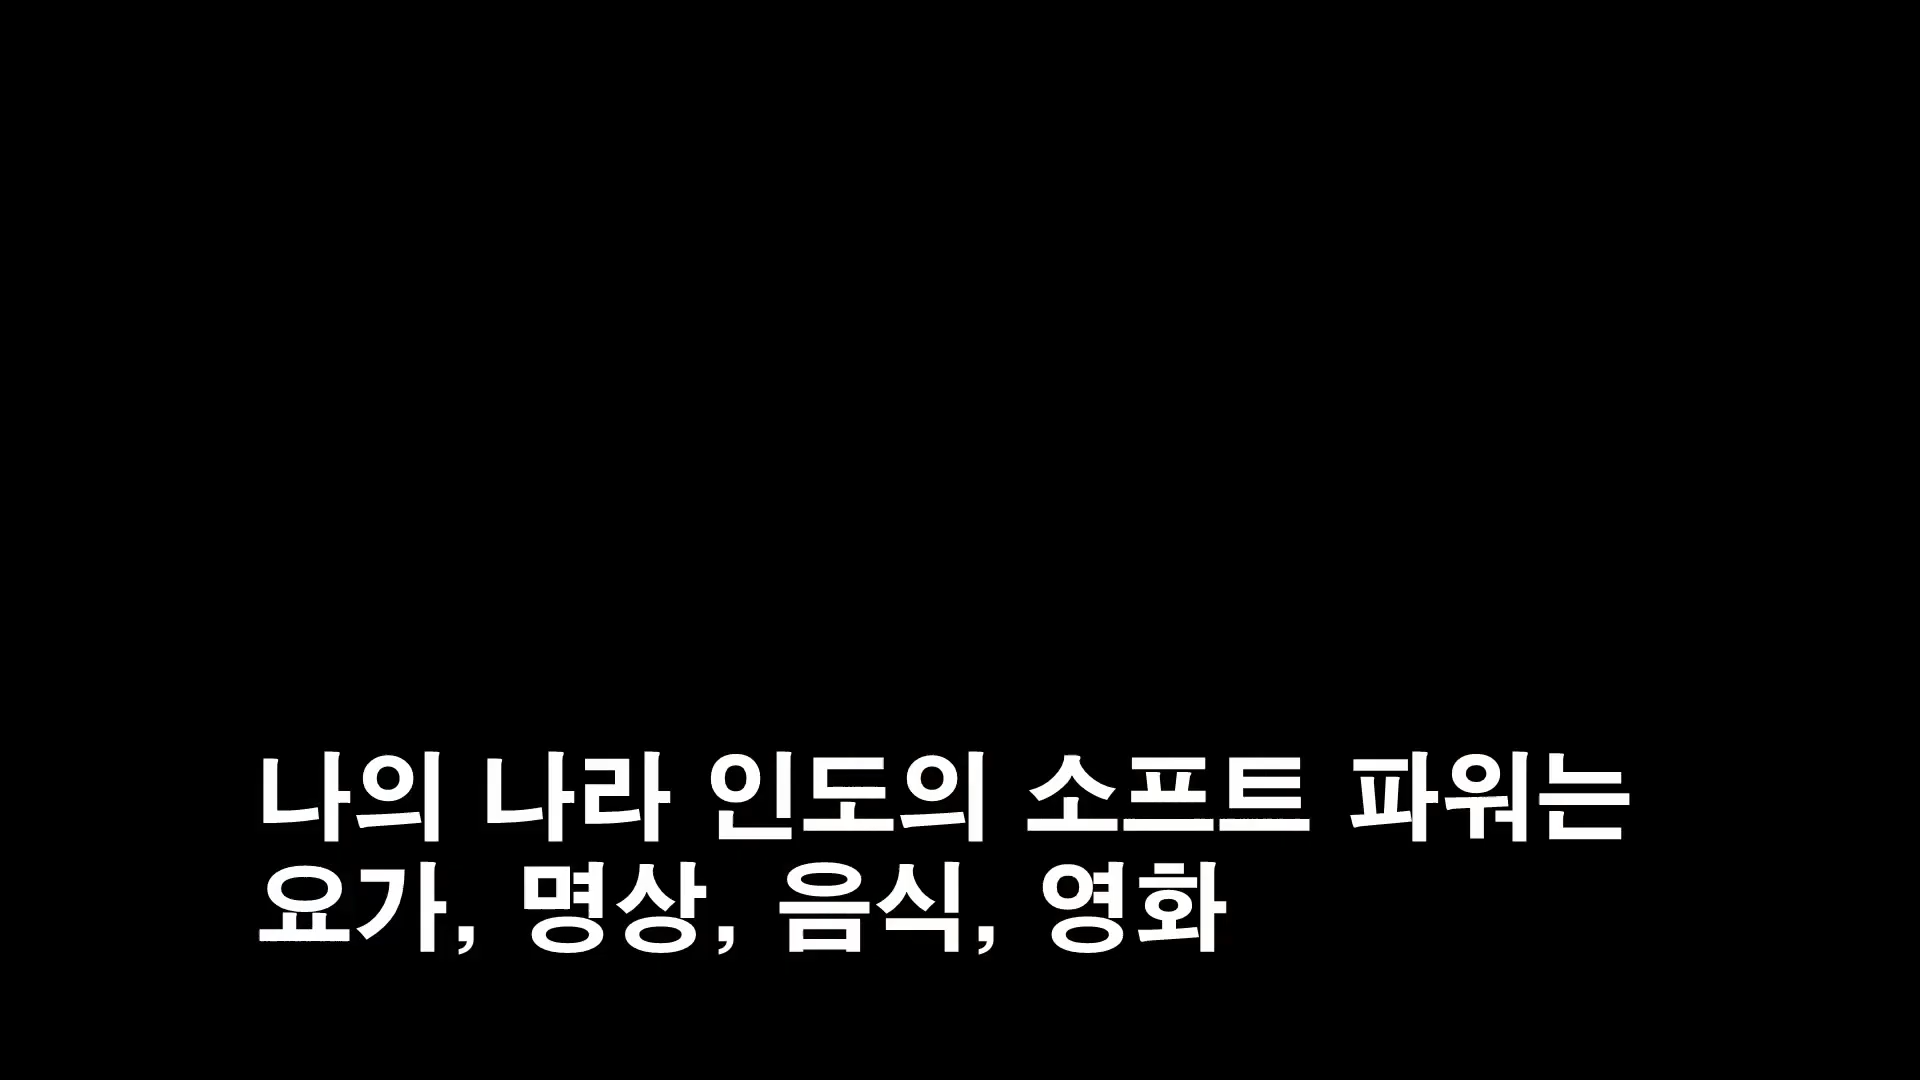 나의 나라 인도의 소프트 파워는
요가, 명상, 음식, 영화